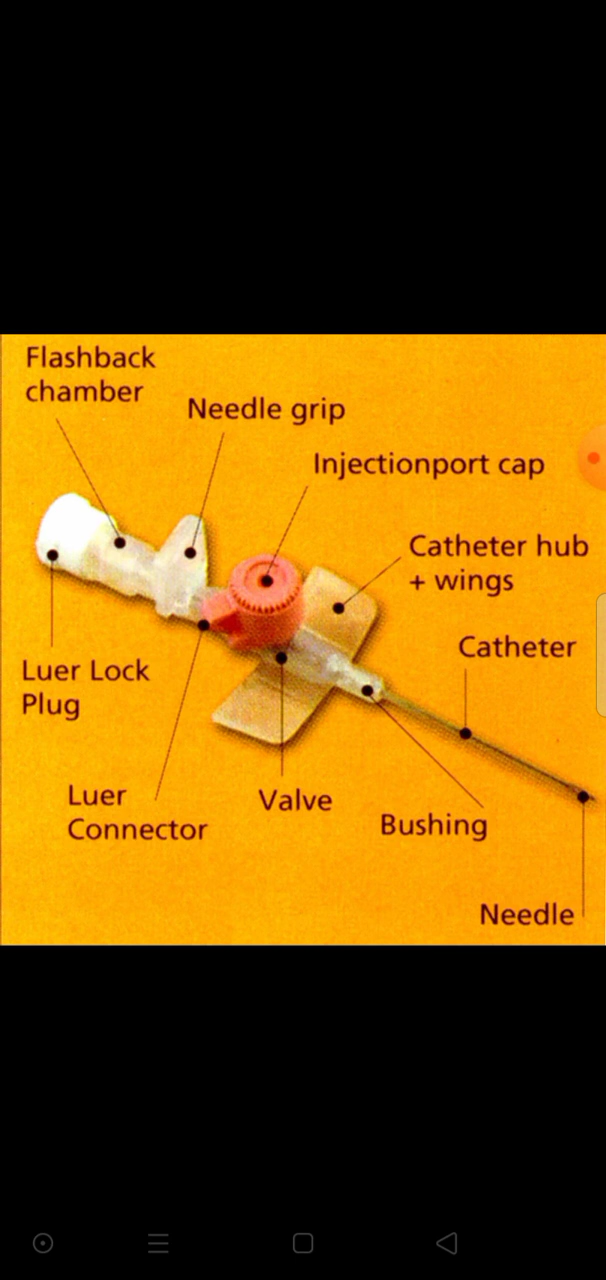 Flashback
chamber
Needle grip
Injectionport cap
Catheter hub
+ wings
Catheter
Luer Lock
Plug
Luer
Connector
Valve
Bushing
Needle